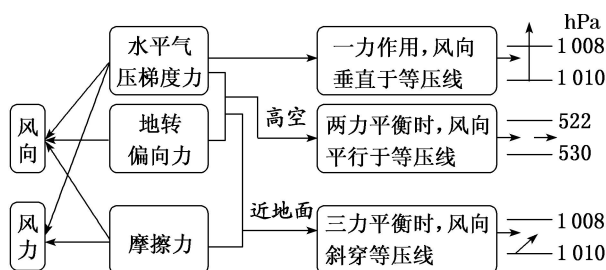 hPa
水平气
压梯度力
一力作用,风向
垂直于等压线
1 008
1 010
风
向
地转
偏向力
高空
两力平衡时,风向
平行于等压线
522
530
风
力
摩擦力
近地面
三力平衡时,风向
斜穿等压线
1 008
1 010